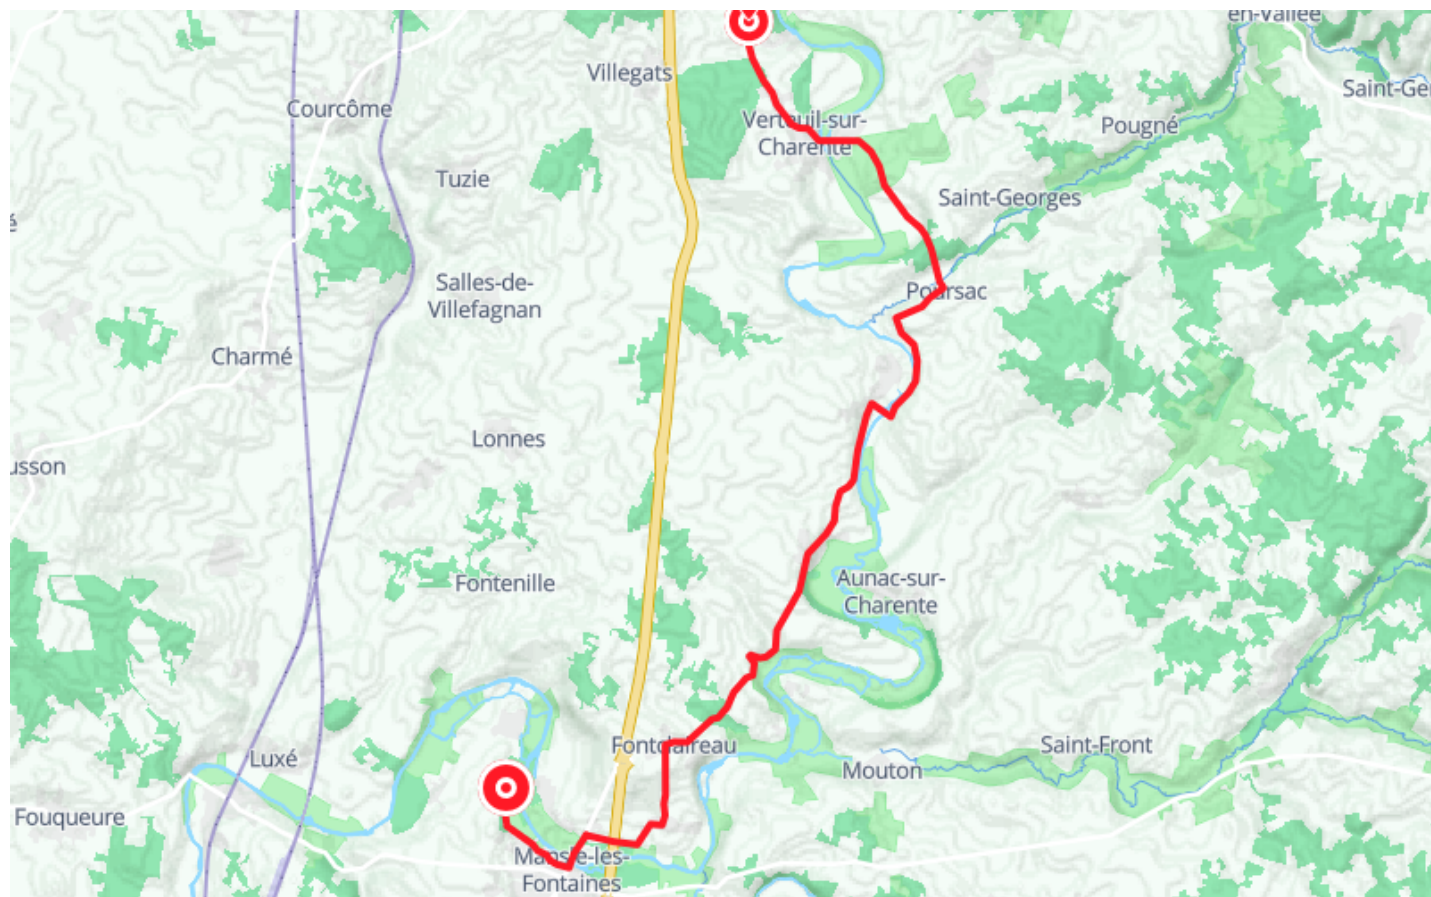 en-Vallée
Villegats
Saint-Ge
Courcôme
Verteuil-sur-
Charente
Pougné
Tuzie
Saint-Georges
é
Salles-de-
Villefagnan
Poursac
Charmé
Lonnes
usson
Fontenille
Aunac-sur-
Charente
Fontclaireau
Saint-Front
Luxé
Mouton
Fouqueure
Mansle-les-
Fontaines